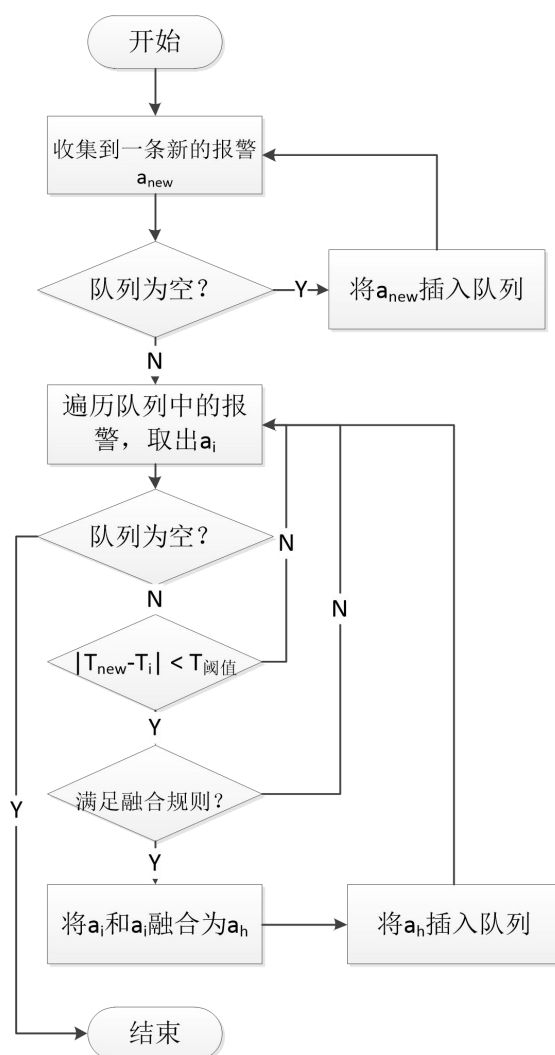 开始
收集到一条新的报警
anew
队列为空？
Y
将anew插入队列
N
遍历队列中的报
警，取出ai
队列为空？
N
N
|Tnew-Ti| < T阈值
N
Y
满足融合规则？
Y
Y
将ai和ai融合为ah
将ah插入队列
结束